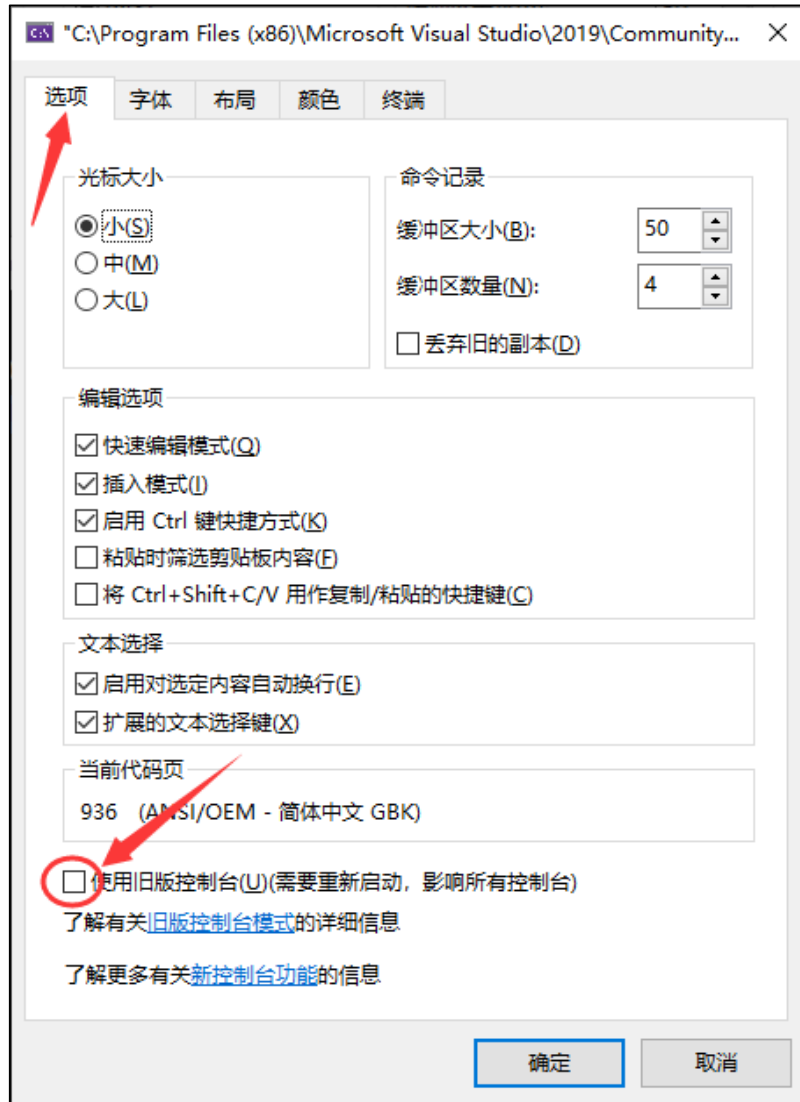 "C:\Program Files (x86)\Microsoft Visual Studio\2019\Community...
选项 字体 布局 颜色 终端
光标大小
小(S)
中(M)
大(L)
命令记录
缓冲区大小(B): 50
缓冲区数量(N): 4
丢弃旧的副本(D)
编辑选项
快速编辑模式(Q)
插入模式(I)
启用 Ctrl 键快捷方式(K)
粘贴时筛选剪贴板内容(F)
将 Ctrl+Shift+C/V 用作复制/粘贴的快捷键(C)
文本选择
启用对选定内容自动换行(E)
扩展的文本选择键(X)
当前代码页
936 (ANSI/OEM - 简体中文 GBK)
使用旧版控制台(U)(需要重新启动，影响所有控制台)
了解有关旧版控制台模式的详细信息
了解更多有关新控制台功能的信息
确定 取消